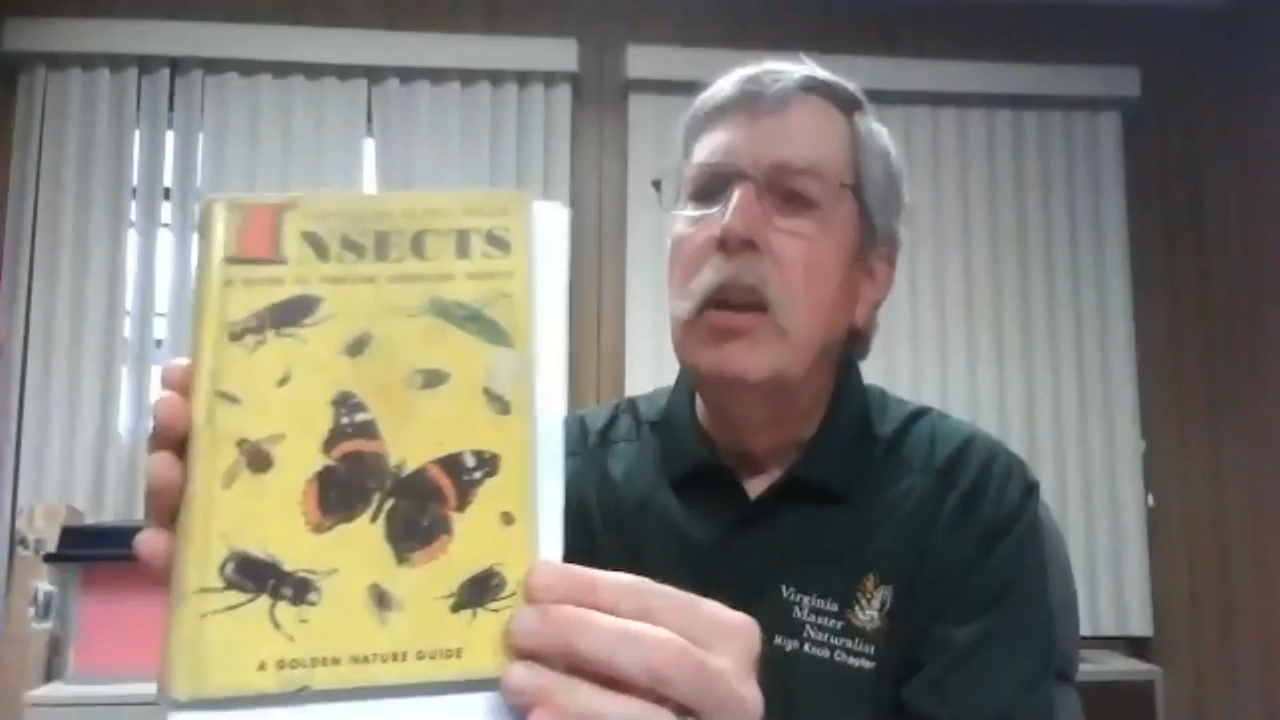 INSECTS
A GOLDEN NATURE GUIDE
Virginia
Master
Naturalist
High Knob Chapter